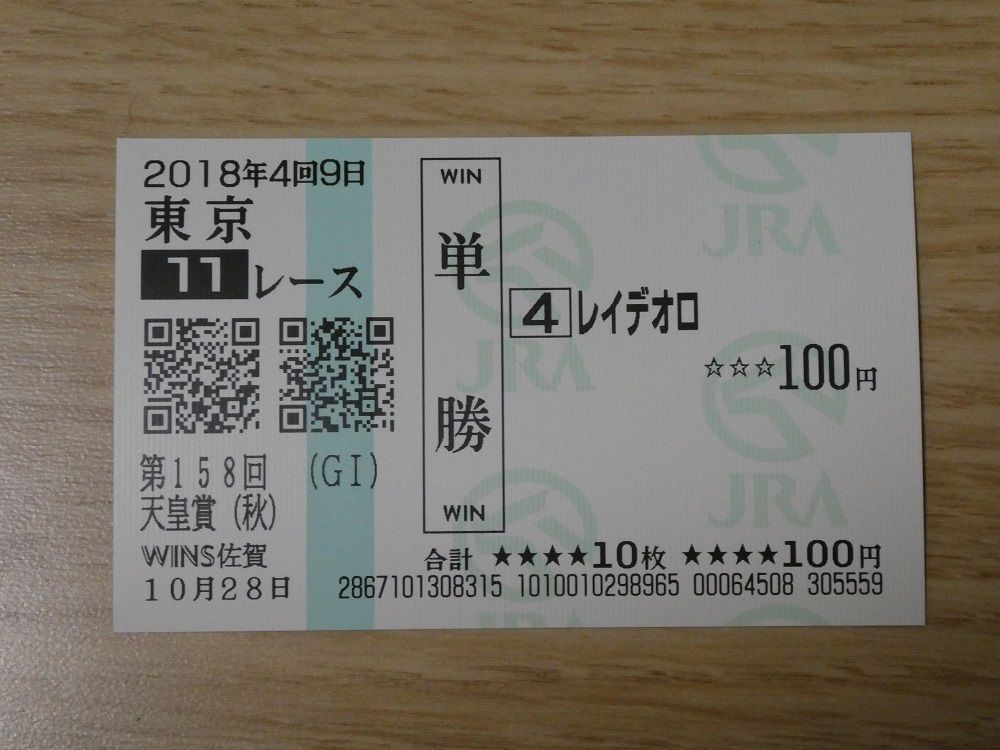 2018年4回9日
東京
11レース
第158回 (GI)
天皇賞(秋)
WINS佐賀
10月28日
WIN
単勝
WIN
4 レイデオロ
☆☆☆100円
合計 ★★★★10枚 ★★★★100円
2867101308315 1010010298965 00064508 305559
JRA
JRA
JRA
JRA